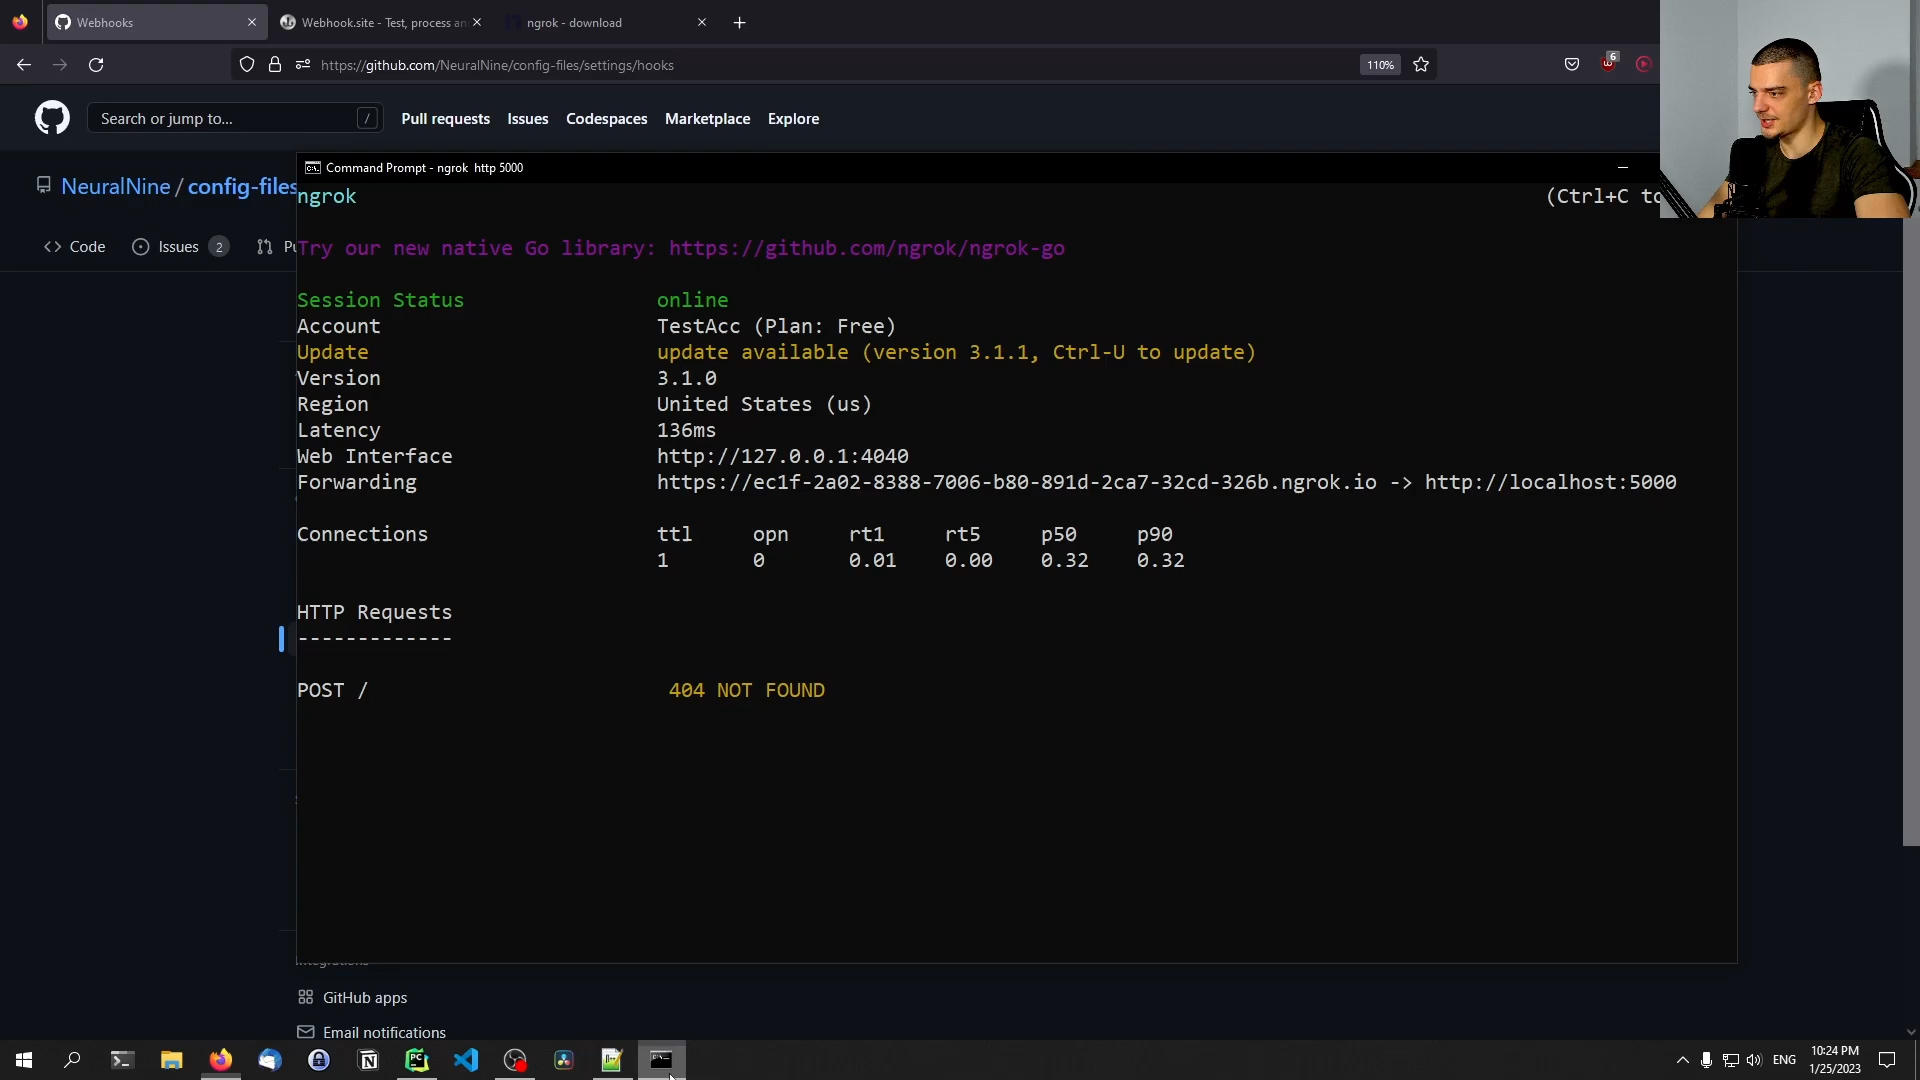 Webhooks
Webhook.site - Test, process an
ngrok - download
https://github.com/NeuralNine/config-files/settings/hooks
110%
6
Search or jump to...
/
Pull requests
Issues
Codespaces
Marketplace
Explore
NeuralNine / config-files
Command Prompt - ngrok  http 5000
ngrok
(Ctrl+C to
Code
Issues
2
Pu
Try our new native Go library: https://github.com/ngrok/ngrok-go
Session Status online
Account TestAcc (Plan: Free)
Update update available (version 3.1.1, Ctrl-U to update)
Version 3.1.0
Region United States (us)
Latency 136ms
Web Interface http://127.0.0.1:4040
Forwarding https://ec1f-2a02-8388-7006-b80-891d-2ca7-32cd-326b.ngrok.io -> http://localhost:5000
Connections ttl opn rt1 rt5 p50 p90
1 0 0.01 0.00 0.32 0.32
HTTP Requests
-------------
POST / 404 NOT FOUND
GitHub apps
Email notifications
ENG
10:24 PM
1/25/2023